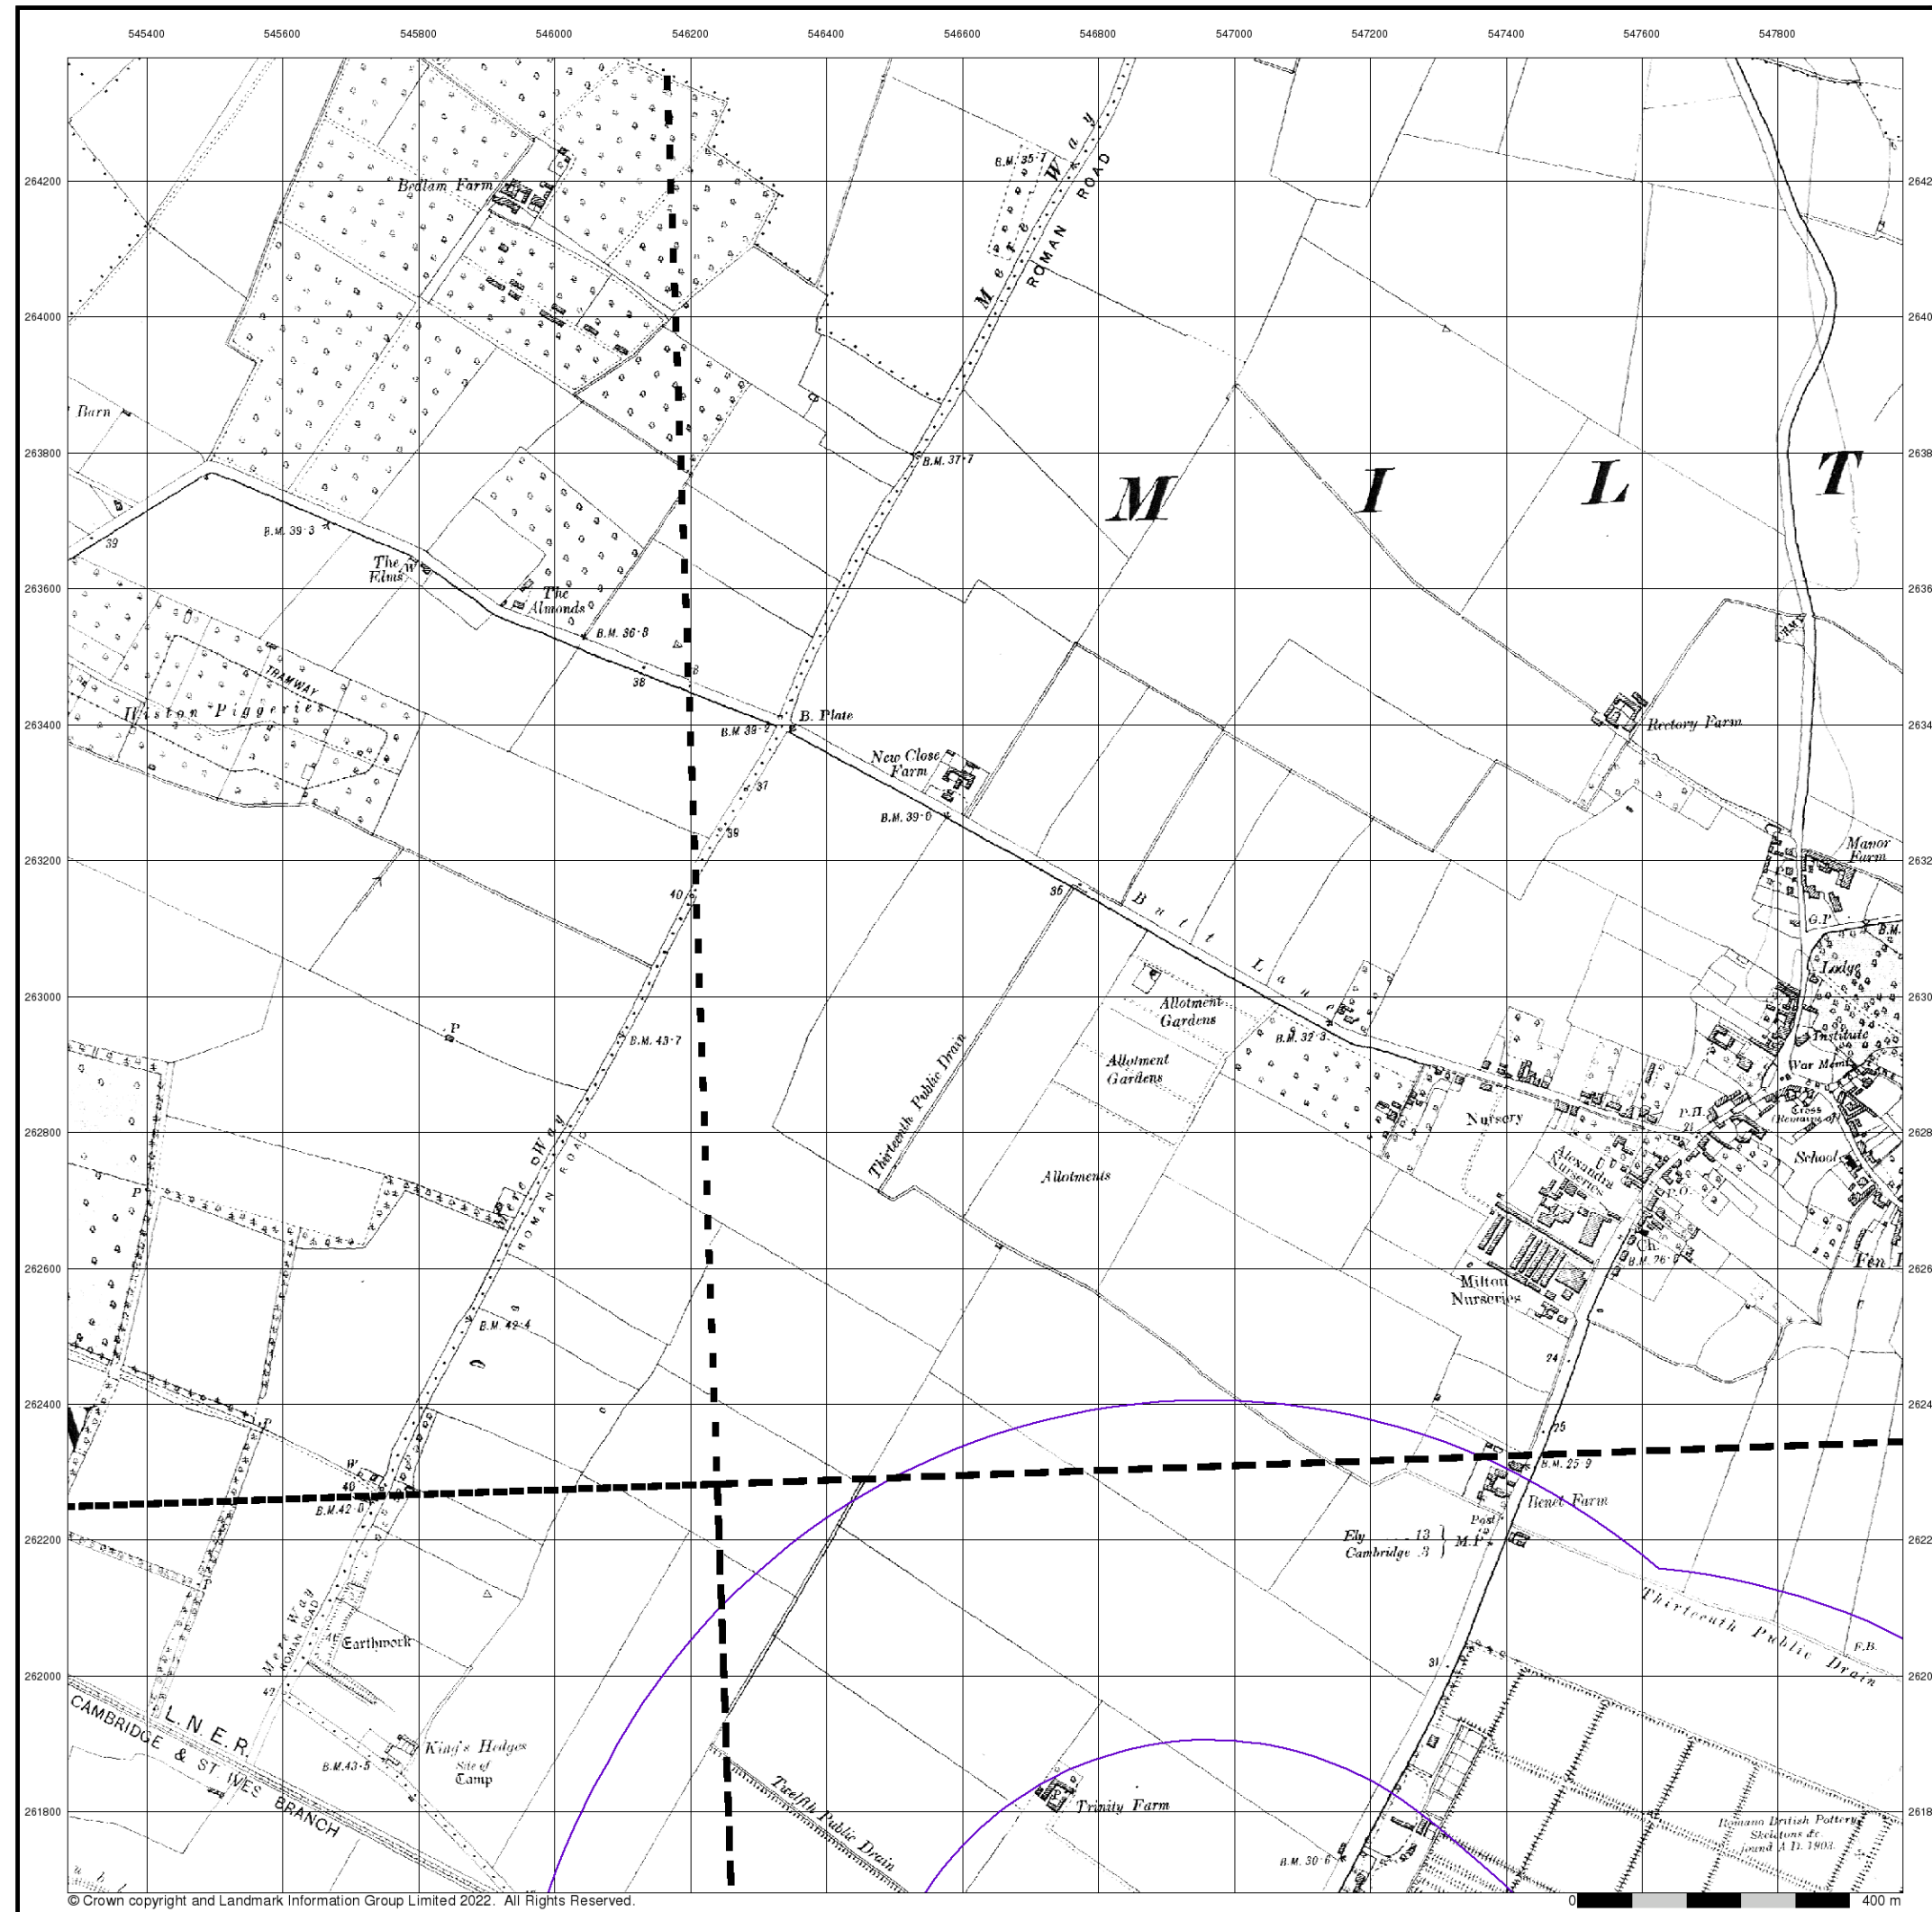 545400 545600 545800 546000 546200 546400 546600 546800 547000 547200 547400 547600 547800
264200
264000
263800
263600
263400
263200
263000
262800
262600
262400
262200
262000
261800
Bedlam Farm
B.M. 35·7
Mere Way
ROMAN ROAD
Barn
B.M. 37·7
M I L T
B.M. 39·3
39
The Elms
W
The
Almonds
B.M. 36·8
38
TRAMWAY
Histon Piggeries
B. Plate
B.M 39·2
New Close
Farm
37
39
B.M. 39·0
Rectory Farm
Manor
Farm
40
36
Butt Lane
G.P
B.M.
Lodge
Allotment
Gardens
P
B.M. 43·7
B.M. 32·3
Institute
Allotment
Gardens
War Meml.
Thirteenth Public Drain
Nursery
P.H.
21
Cross
(Remains of)
Mere Way
ROMAN ROAD
Alexandra
Nurseries
School
Allotments
P
P.O.
Ch.
B.M. 26·
Fen
Milton
Nurseries
B.M. 42·4
24
25
P
W
40
B.M. 42·0
B.M. 25·9
Benet Farm
Post
Ely 13
Cambridge 3
M.P
P
Thirteenth Public Drain
F.B.
Mere Way
ROMAN ROAD
Earthwork
31
42
L.N.E.R.
CAMBRIDGE & ST IVES BRANCH
King's Hedges
Site of
Camp
B.M. 43·5
Twelfth Public Drain
Trinity Farm
Romano British Pottery
Skeletons &c
found A.D. 1903.
B.M. 30·6
© Crown copyright and Landmark Information Group Limited 2022. All Rights Reserved.
0 400 m